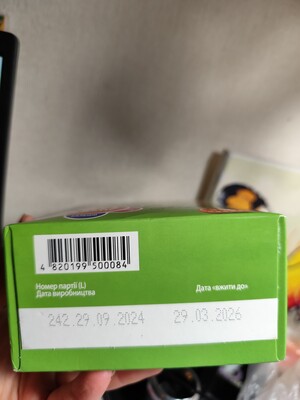 4 820199 500084
Номер партії (L)
Дата виробництва
Дата «вжити до»
242 29.09.2024 29.03.2026